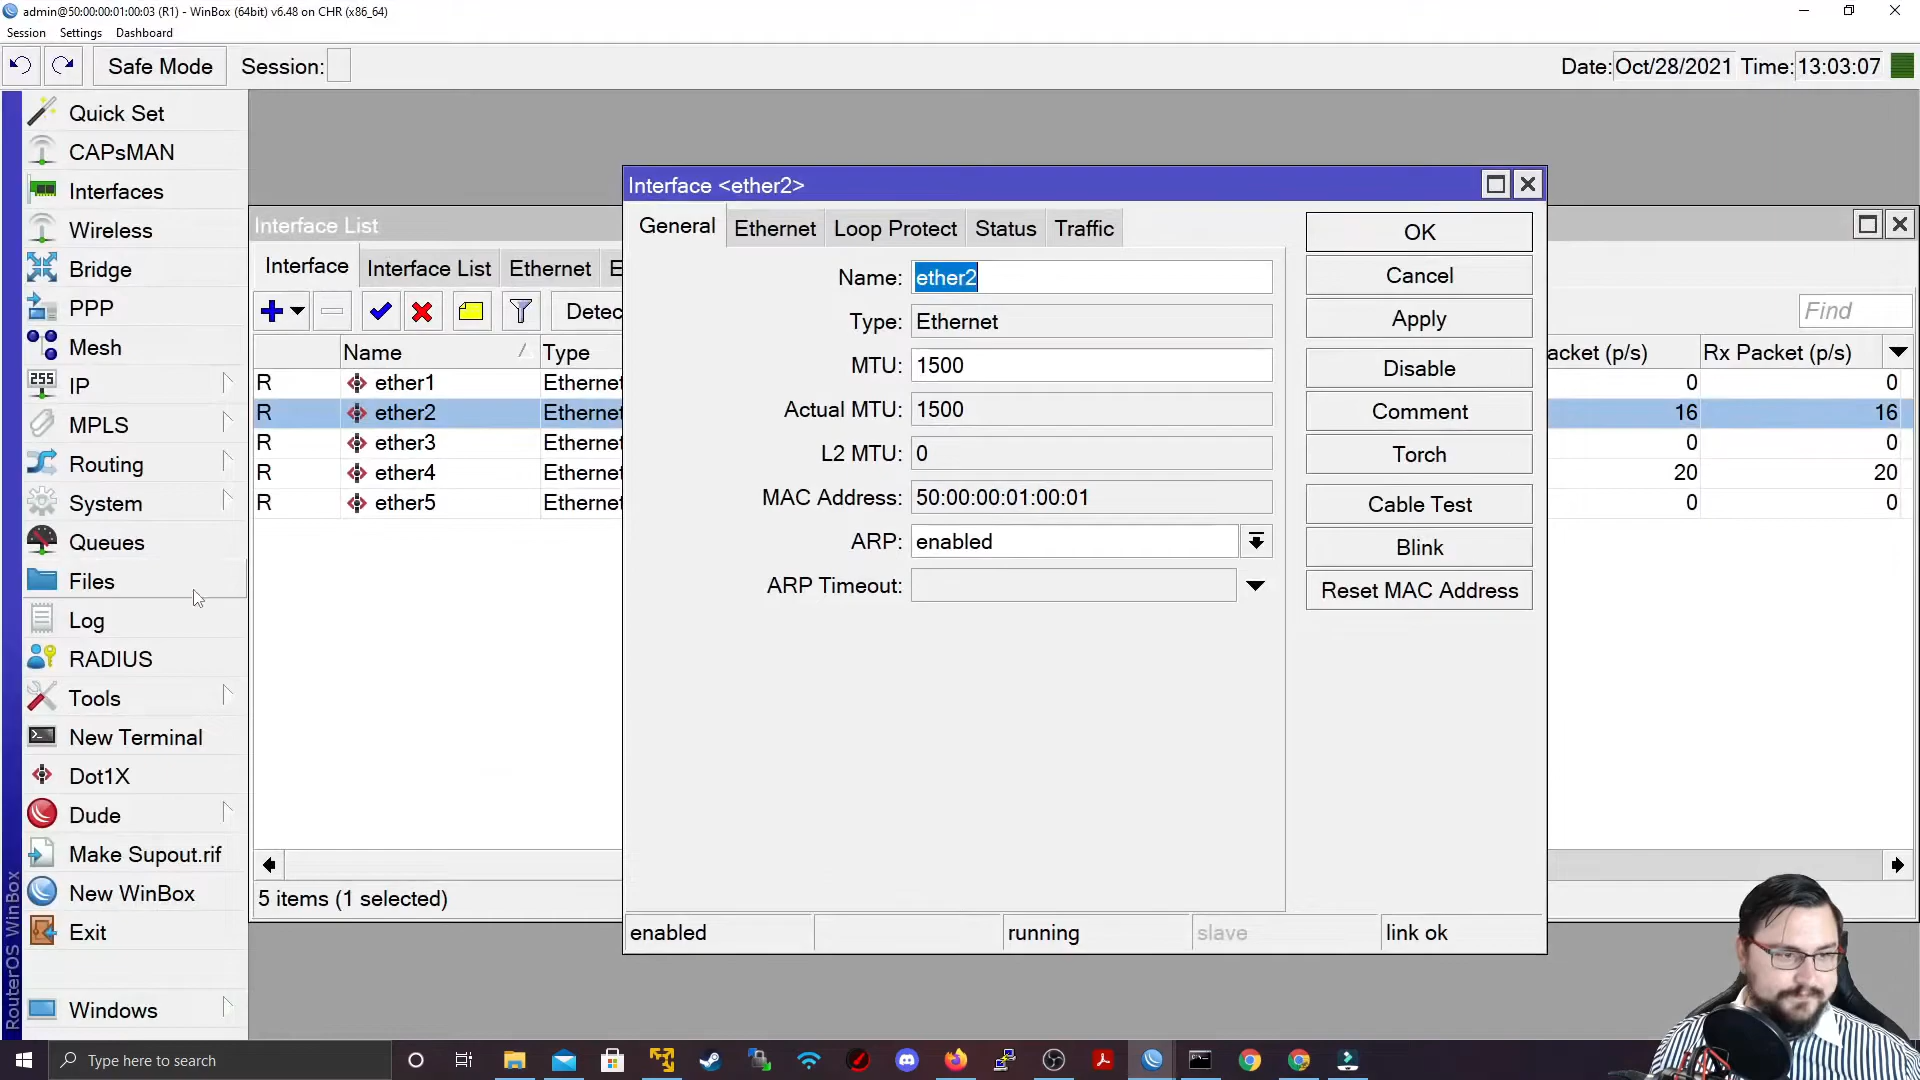 admin@50:00:00:01:00:03 (R1) - WinBox (64bit) v6.48 on CHR (x86_64)
Session Settings Dashboard
Safe Mode Session: Date: Oct/28/2021 Time: 13:03:07
Quick Set
CAPsMAN
Interfaces
Wireless
Bridge
PPP
Mesh
IP
MPLS
Routing
System
Queues
Files
Log
RADIUS
Tools
New Terminal
Dot1X
Dude
Make Supout.rif
New WinBox
Exit
Windows
RouterOS WinBox
Interface List
Interface Interface List Ethernet E
Detec
Find
Name Type
acket (p/s) Rx Packet (p/s)
R ether1 Ethernet 0 0
R ether2 Ethernet 16 16
R ether3 Ethernet 0 0
R ether4 Ethernet 20 20
R ether5 Ethernet 0 0
5 items (1 selected)
Interface <ether2>
General Ethernet Loop Protect Status Traffic
Name: ether2
Type: Ethernet
MTU: 1500
Actual MTU: 1500
L2 MTU: 0
MAC Address: 50:00:00:01:00:01
ARP: enabled
ARP Timeout:
OK
Cancel
Apply
Disable
Comment
Torch
Cable Test
Blink
Reset MAC Address
enabled running slave link ok
Type here to search